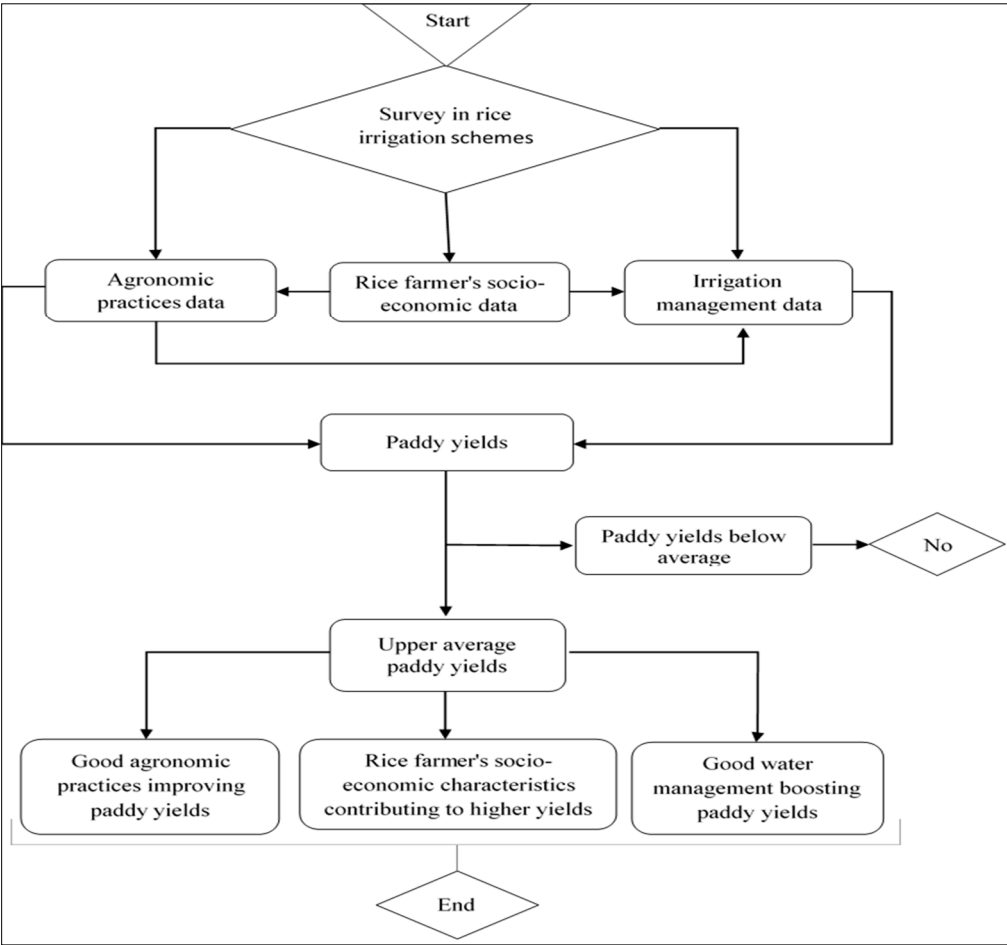 Start
Survey in rice
irrigation schemes
Agronomic
practices data
Rice farmer's socio-
economic data
Irrigation
management data
Paddy yields
Paddy yields below
average
No
Upper average
paddy yields
Good agronomic
practices improving
paddy yields
Rice farmer's socio-
economic characteristics
contributing to higher yields
Good water
management boosting
paddy yields
End